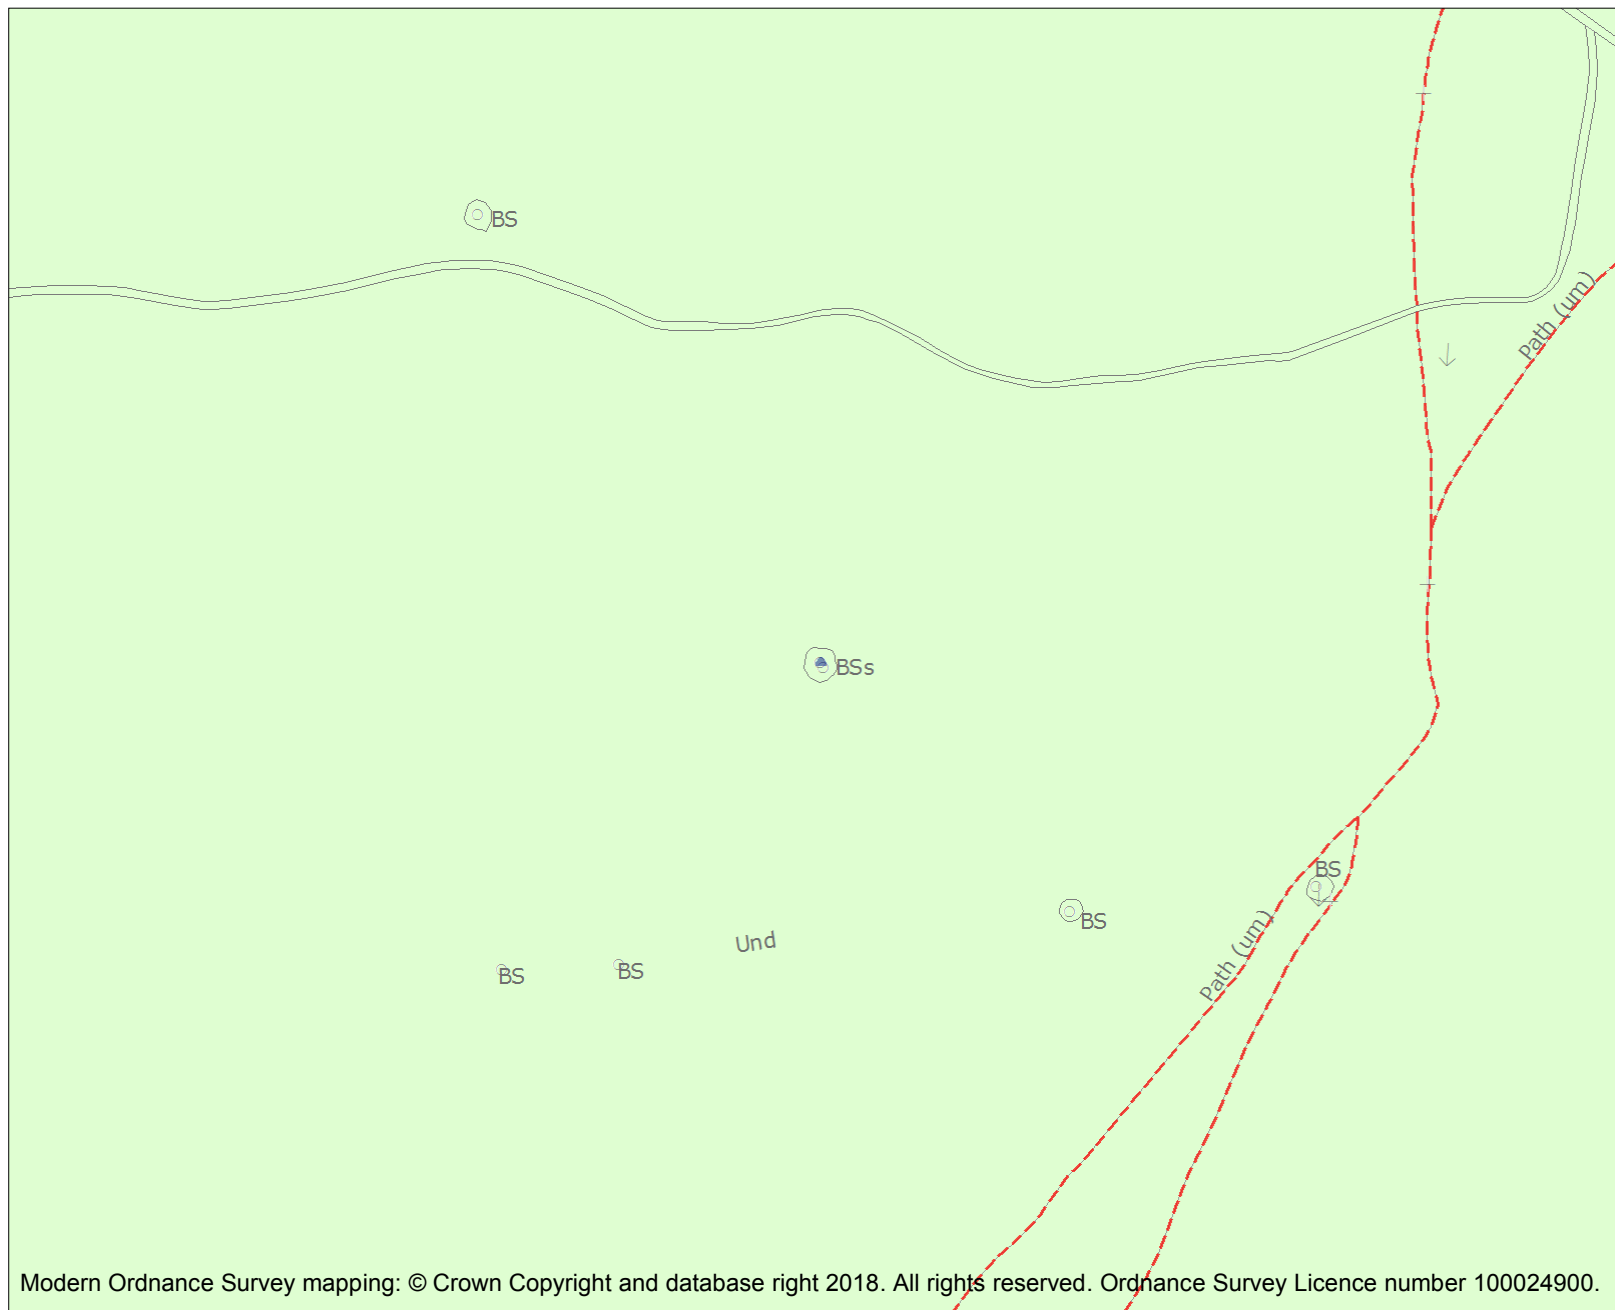 BS
Path (um)
BSs
BS
BS
Und
Path (um)
BS
BS
Modern Ordnance Survey mapping: © Crown Copyright and database right 2018. All rights reserved. Ordnance Survey Licence number 100024900.